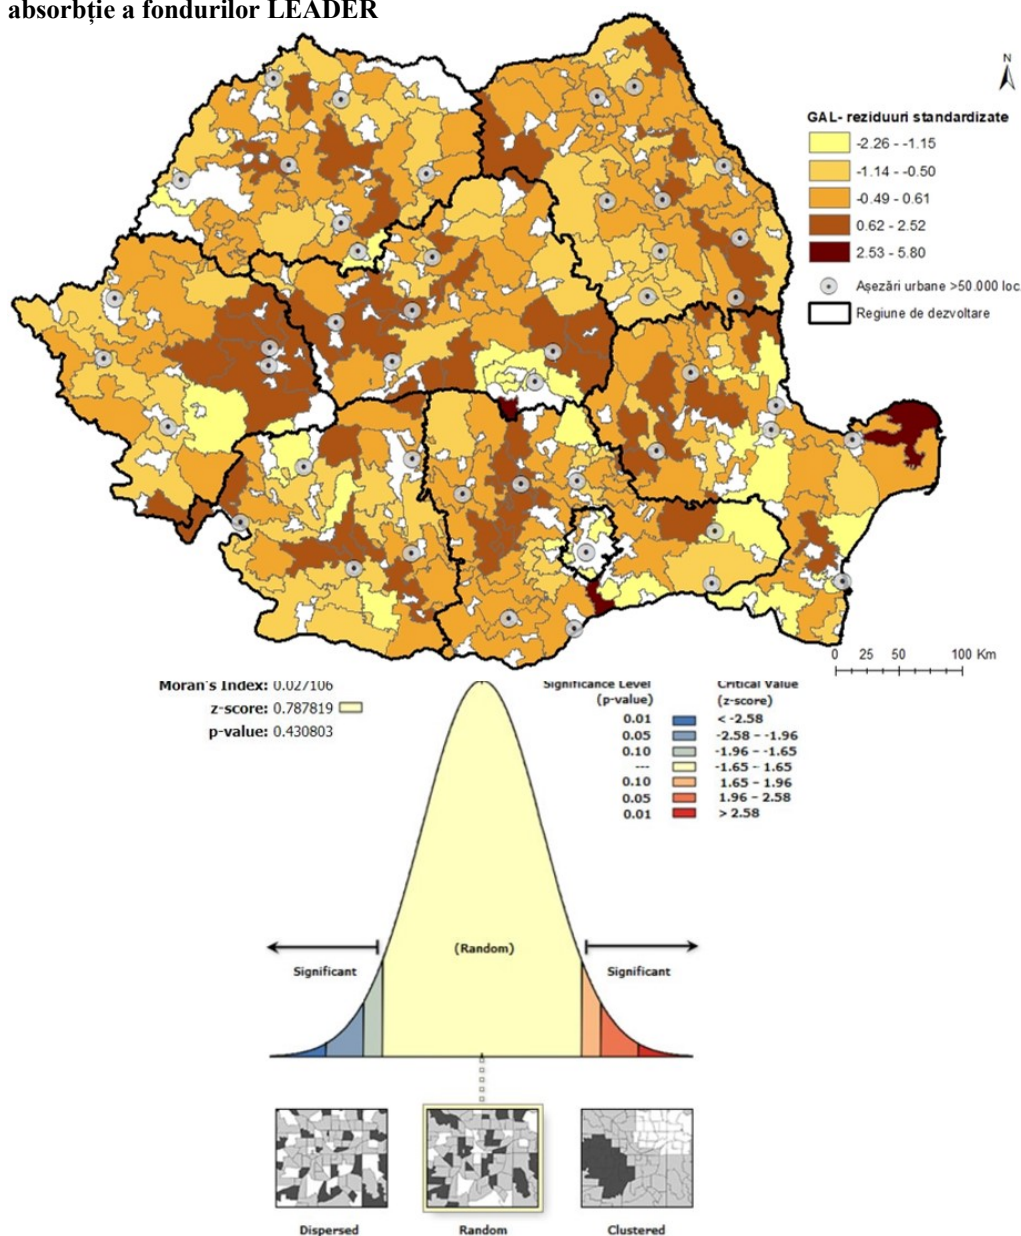 absorbție a fondurilor LEADER
N
GAL- reziduuri standardizate
-2.26 - -1.15
-1.14 - -0.50
-0.49 - 0.61
0.62 - 2.52
2.53 - 5.80
Așezări urbane >50.000 loc
Regiune de dezvoltare
0 25 50 100 Km
Moran's Index: 0.027106
z-score: 0.787819
p-value: 0.430803
Significance Level
(p-value)
Critical Value
(z-score)
0.01 < -2.58
0.05 -2.58 - -1.96
0.10 -1.96 - -1.65
--- -1.65 - 1.65
0.10 1.65 - 1.96
0.05 1.96 - 2.58
0.01 > 2.58
(Random)
Significant
Significant
Dispersed
Random
Clustered